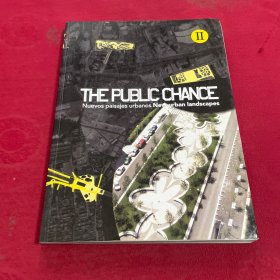 II
THE PUBLIC CHANCE
Nuevos paisajes urbanos New urban landscapes